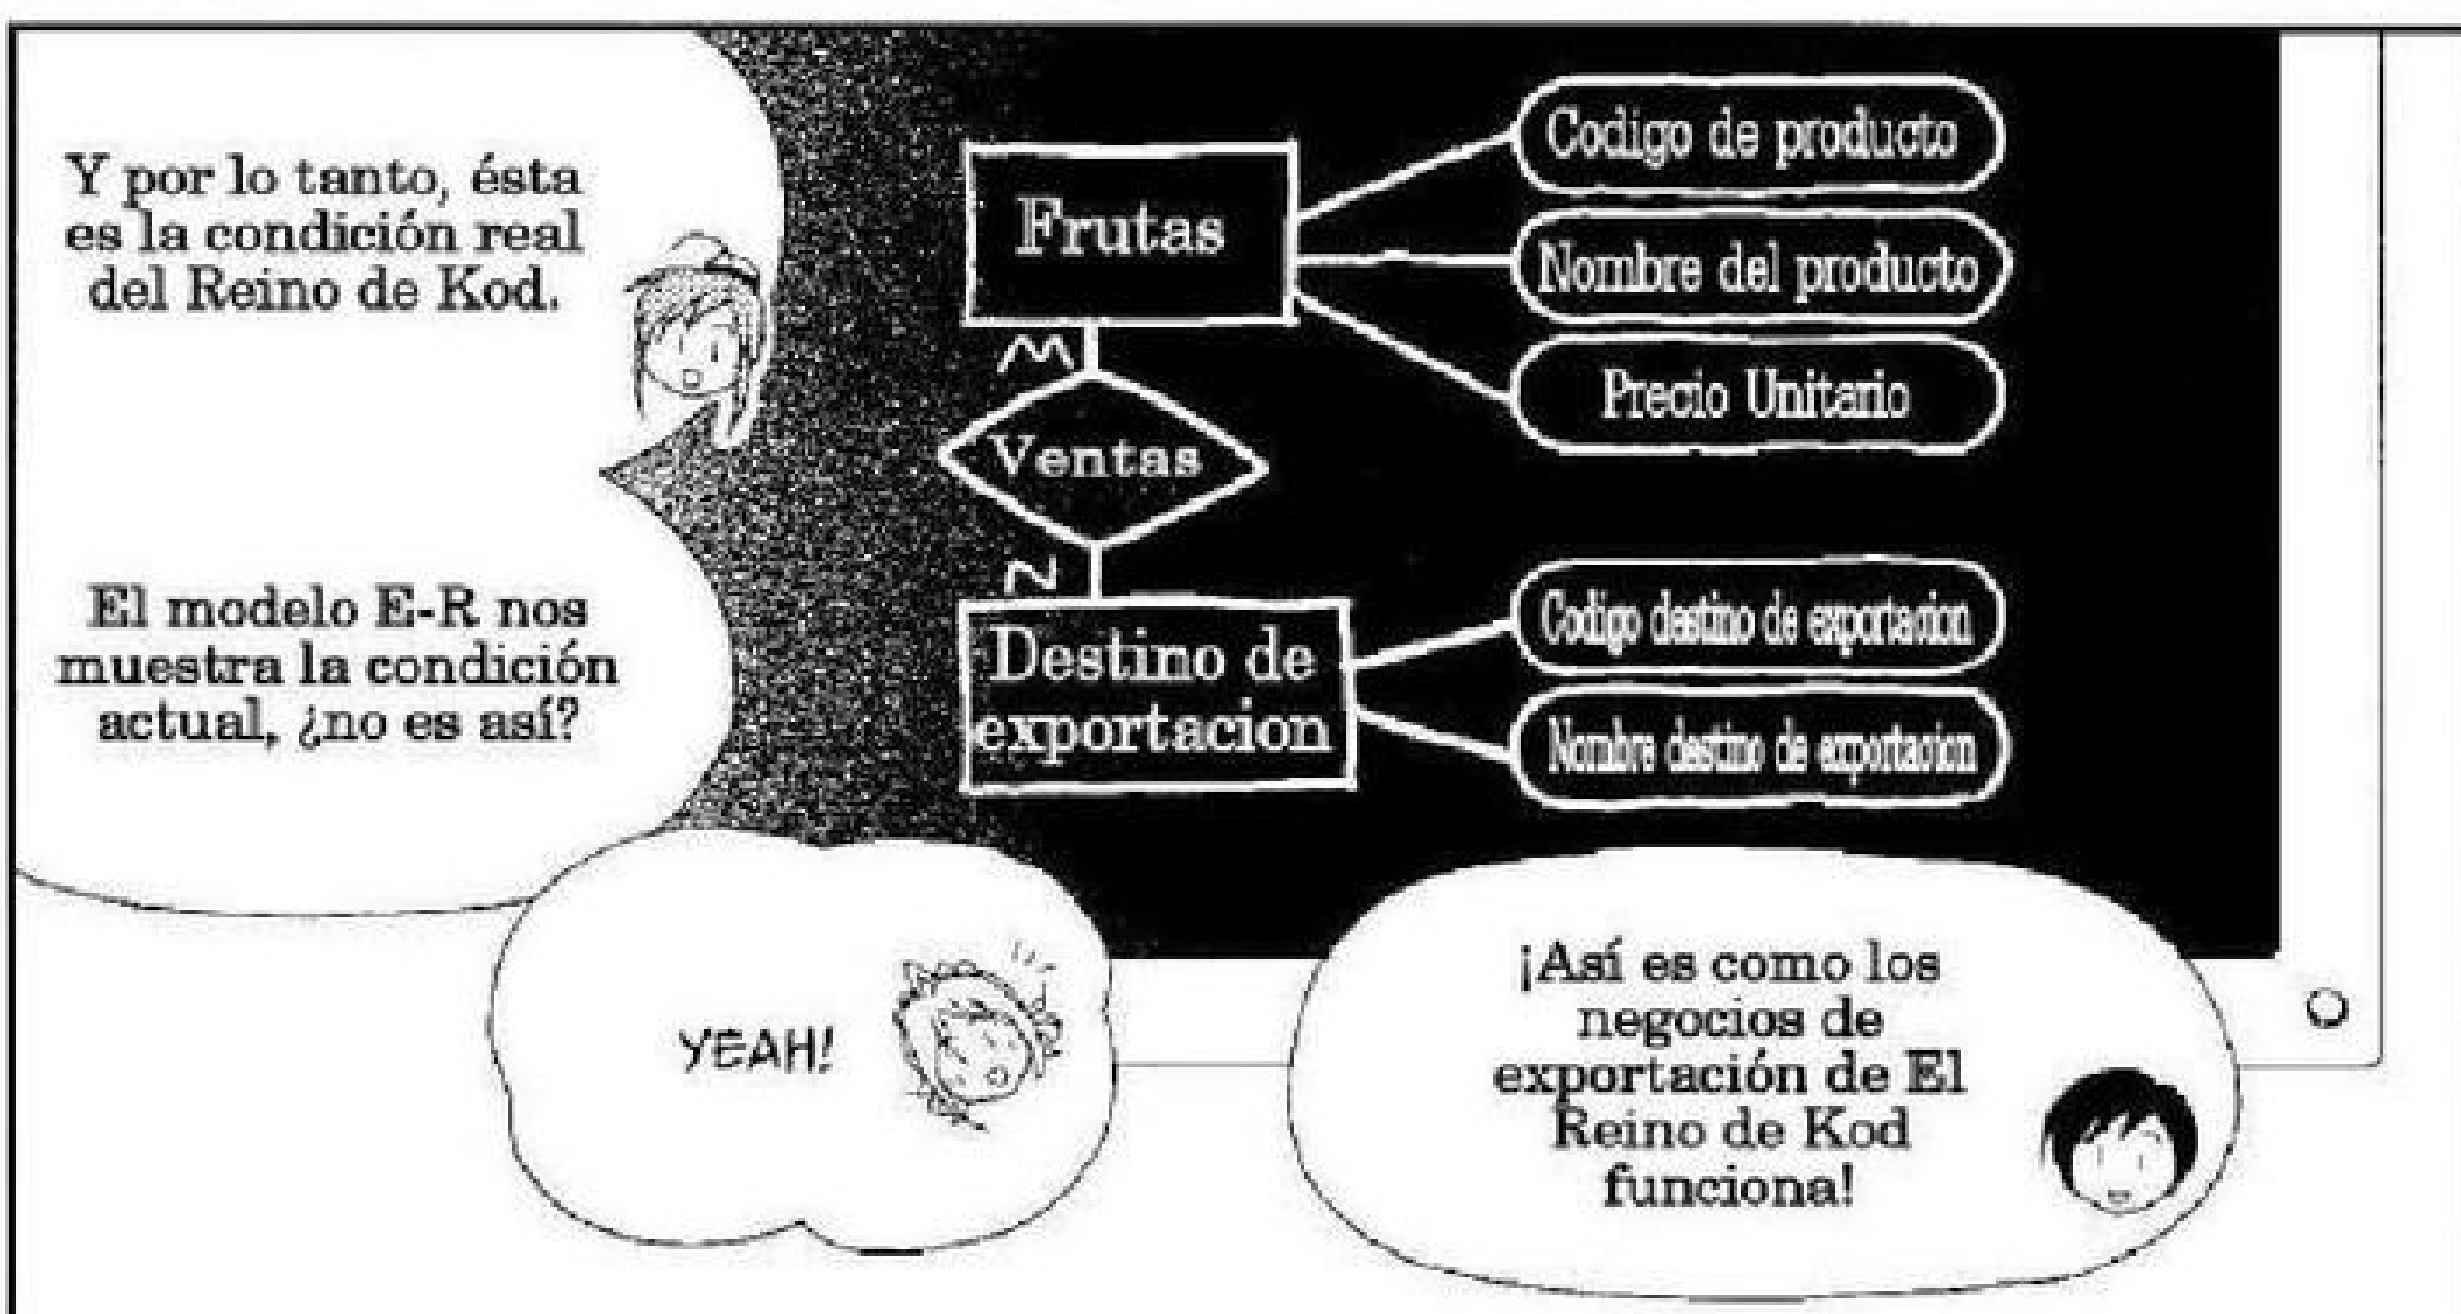 Y por lo tanto, ésta
es la condición real
del Reino de Kod.
El modelo E-R nos
muestra la condición
actual, ¿no es así?
Frutas
Codigo de producto
Nombre del producto
Precio Unitario
M
Ventas
N
Destino de
exportacion
Codigo destino de exportacion
Nombre destino de exportacion
YEAH!
¡Así es como los
negocios de
exportación de El
Reino de Kod
funciona!